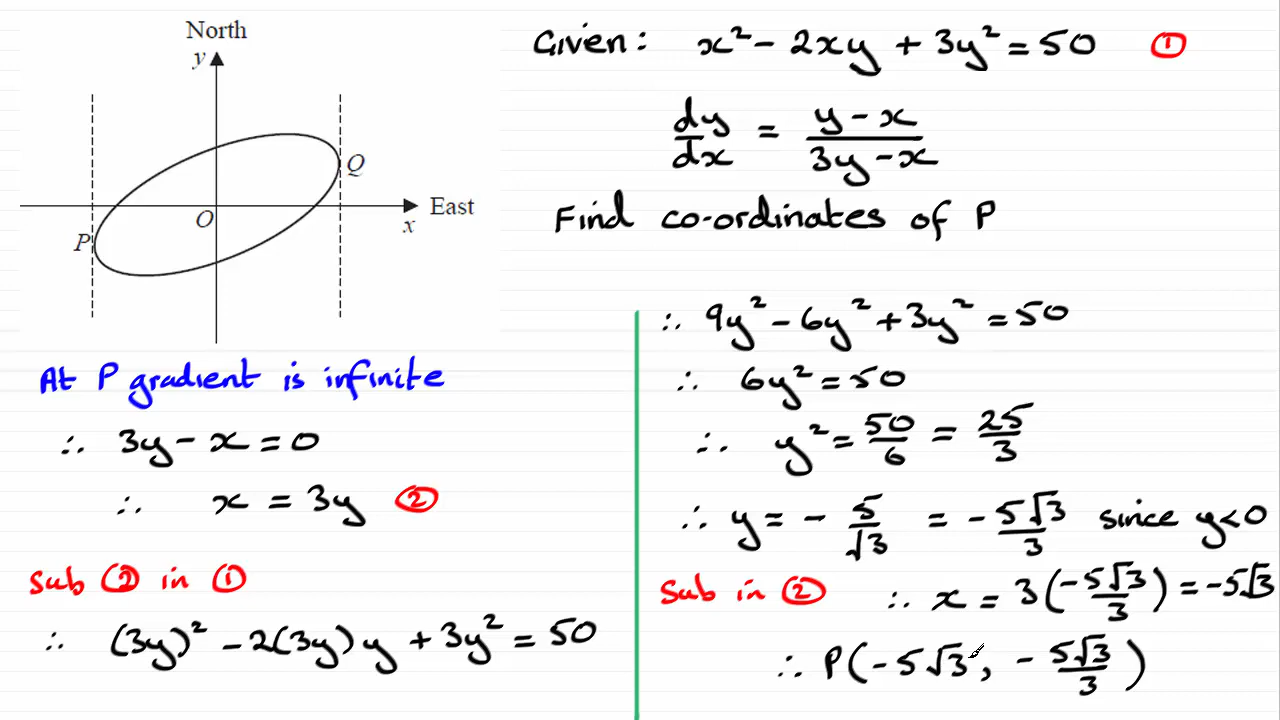 North
y
Q
O
East
x
P
Given: x² - 2xy + 3y² = 50 ①
dy/dx = (y - x)/(3y - x)
Find co-ordinates of P
At P gradient is infinite
∴ 3y - x = 0
∴ x = 3y ②
Sub ② in ①
∴ (3y)² - 2(3y)y + 3y² = 50
∴ 9y² - 6y² + 3y² = 50
∴ 6y² = 50
∴ y² = 50/6 = 25/3
∴ y = - 5/√3 = - 5√3/3 since y<0
Sub in ② ∴ x = 3(-5√3/3) = -5√3
∴ P(-5√3, - 5√3/3)